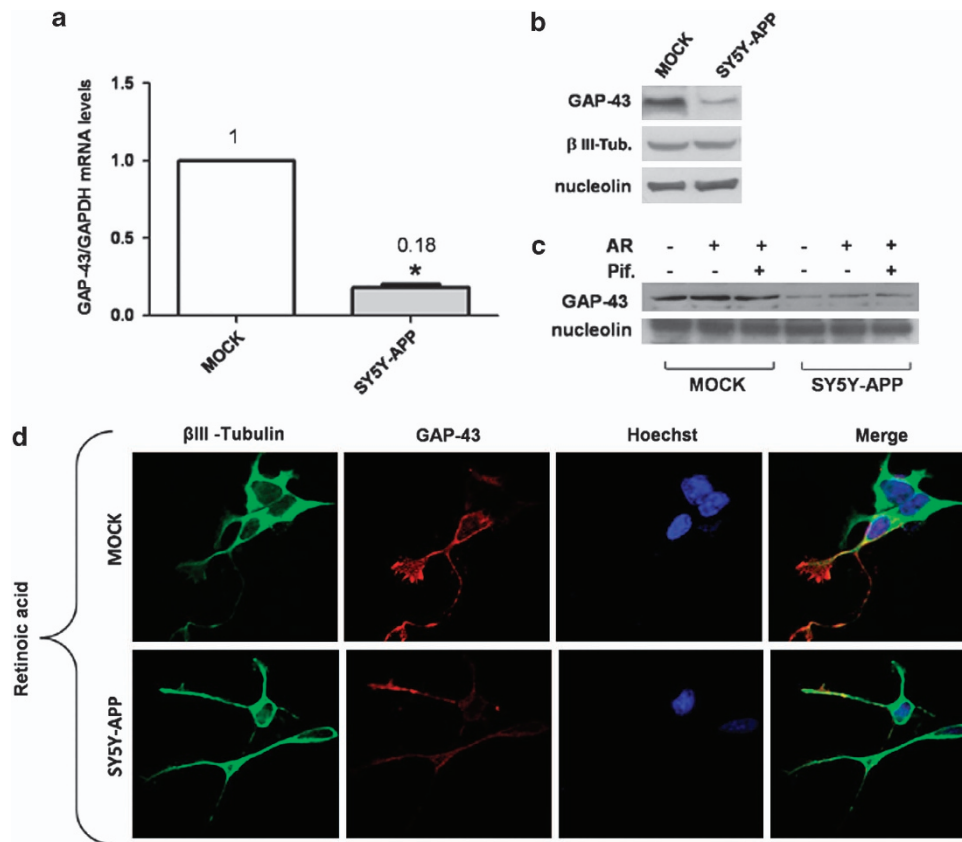 a
GAP-43/GAPDH mRNA levels
1.5
1.0
0.5
0.0
1
0.18
*
MOCK
SY5Y-APP
b
MOCK
SY5Y-APP
GAP-43
β III-Tub.
nucleolin
c
AR - + + - + +
Pif. - - + - - +
GAP-43
nucleolin
MOCK
SY5Y-APP
d
βIII -Tubulin
GAP-43
Hoechst
Merge
Retinoic acid
MOCK
SY5Y-APP